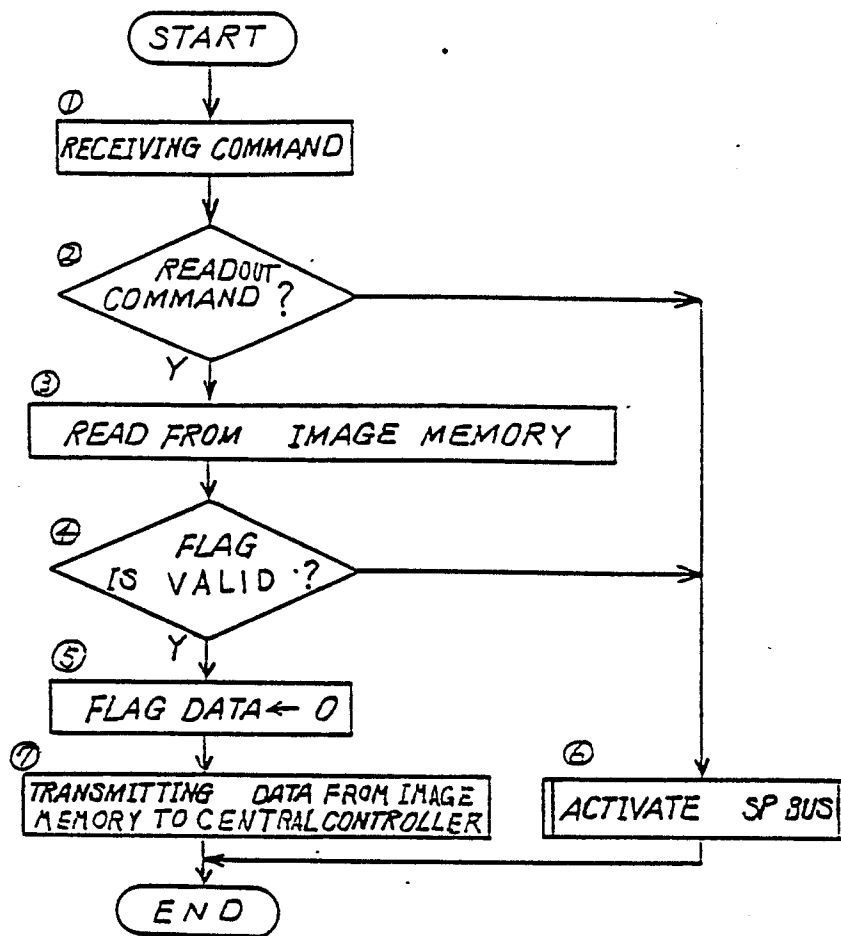 START
①
RECEIVING COMMAND
②
READOUT
COMMAND ?
Y
③
READ FROM IMAGE MEMORY
④
FLAG
IS VALID ?
Y
⑤
FLAG DATA ← 0
⑦
TRANSMITTING DATA FROM IMAGE
MEMORY TO CENTRAL CONTROLLER
⑥
ACTIVATE SP BUS
END